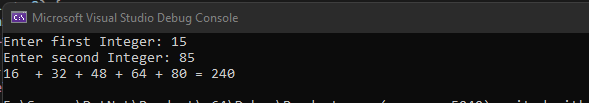 Microsoft Visual Studio Debug Console
Enter first Integer: 15
Enter second Integer: 85
16  + 32 + 48 + 64 + 80 = 240